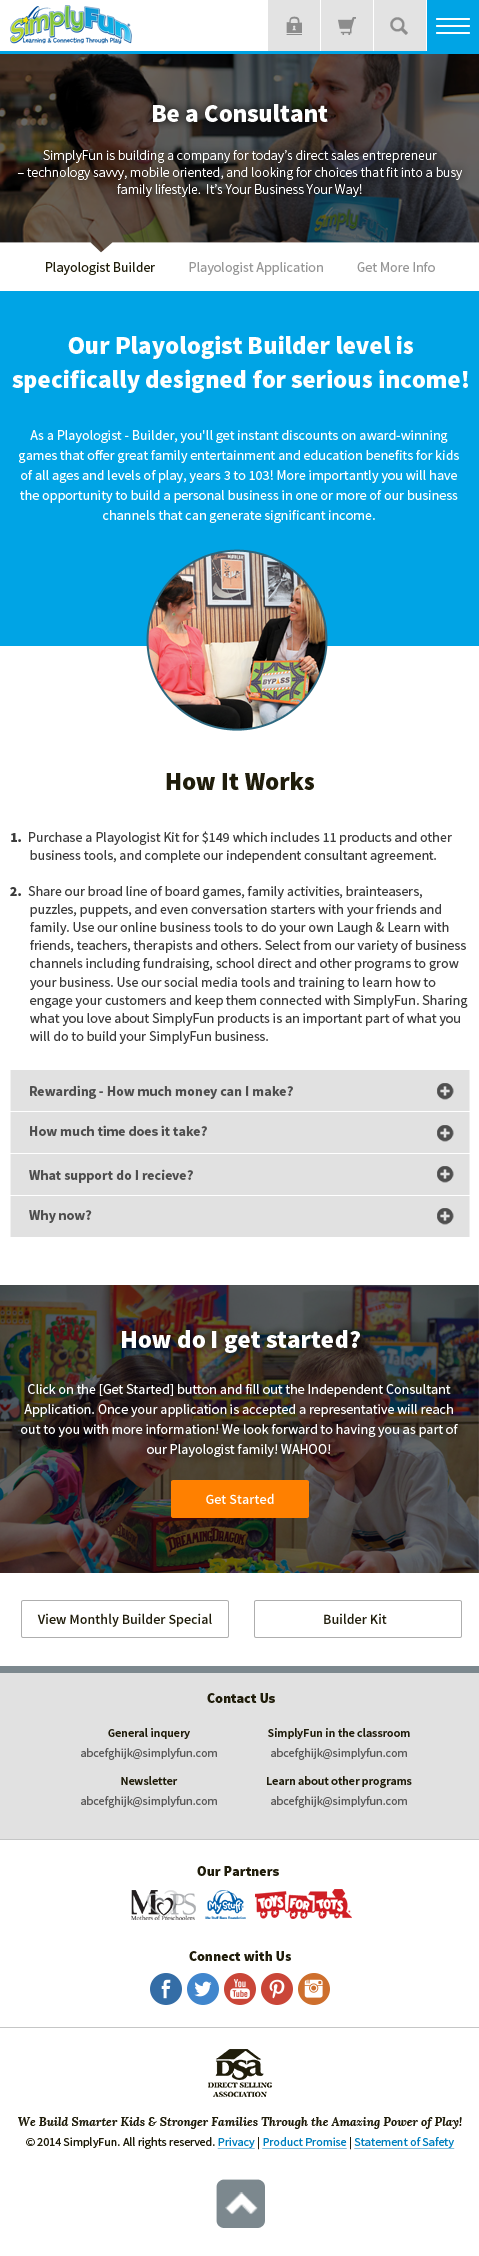 SimplyFun
Learning & Connecting Through Play
Be a Consultant
SimplyFun is building a company for today's direct sales entrepreneur
– technology savvy, mobile oriented, and looking for choices that fit into a busy
family lifestyle. It's Your Business Your Way!
Playologist Builder Playologist Application Get More Info
Our Playologist Builder level is
specifically designed for serious income!
As a Playologist - Builder, you'll get instant discounts on award-winning
games that offer great family entertainment and education benefits for kids
of all ages and levels of play, years 3 to 103! More importantly you will have
the opportunity to build a personal business in one or more of our business
channels that can generate significant income.
BYPASS
How It Works
1. Purchase a Playologist Kit for $149 which includes 11 products and other
business tools, and complete our independent consultant agreement.
2. Share our broad line of board games, family activities, brainteasers,
puzzles, puppets, and even conversation starters with your friends and
family. Use our online business tools to do your own Laugh & Learn with
friends, teachers, therapists and others. Select from our variety of business
channels including fundraising, school direct and other programs to grow
your business. Use our social media tools and training to learn how to
engage your customers and keep them connected with SimplyFun. Sharing
what you love about SimplyFun products is an important part of what you
will do to build your SimplyFun business.
Rewarding - How much money can I make?
How much time does it take?
What support do I recieve?
Why now?
How do I get started?
Click on the [Get Started] button and fill out the Independent Consultant
Application. Once your application is accepted a representative will reach
out to you with more information! We look forward to having you as part of
our Playologist family! WAHOO!
Get Started
DREAMING DRAGON
View Monthly Builder Special Builder Kit
Contact Us
General inquery SimplyFun in the classroom
abcefghijk@simplyfun.com abcefghijk@simplyfun.com
Newsletter Learn about other programs
abcefghijk@simplyfun.com abcefghijk@simplyfun.com
Our Partners
MOPS My Stuff TOYS FOR TOTS
Mothers of Preschoolers
Connect with Us
You
Tube
DSA
DIRECT SELLING
ASSOCIATION
We Build Smarter Kids & Stronger Families Through the Amazing Power of Play!
© 2014 SimplyFun. All rights reserved. Privacy | Product Promise | Statement of Safety